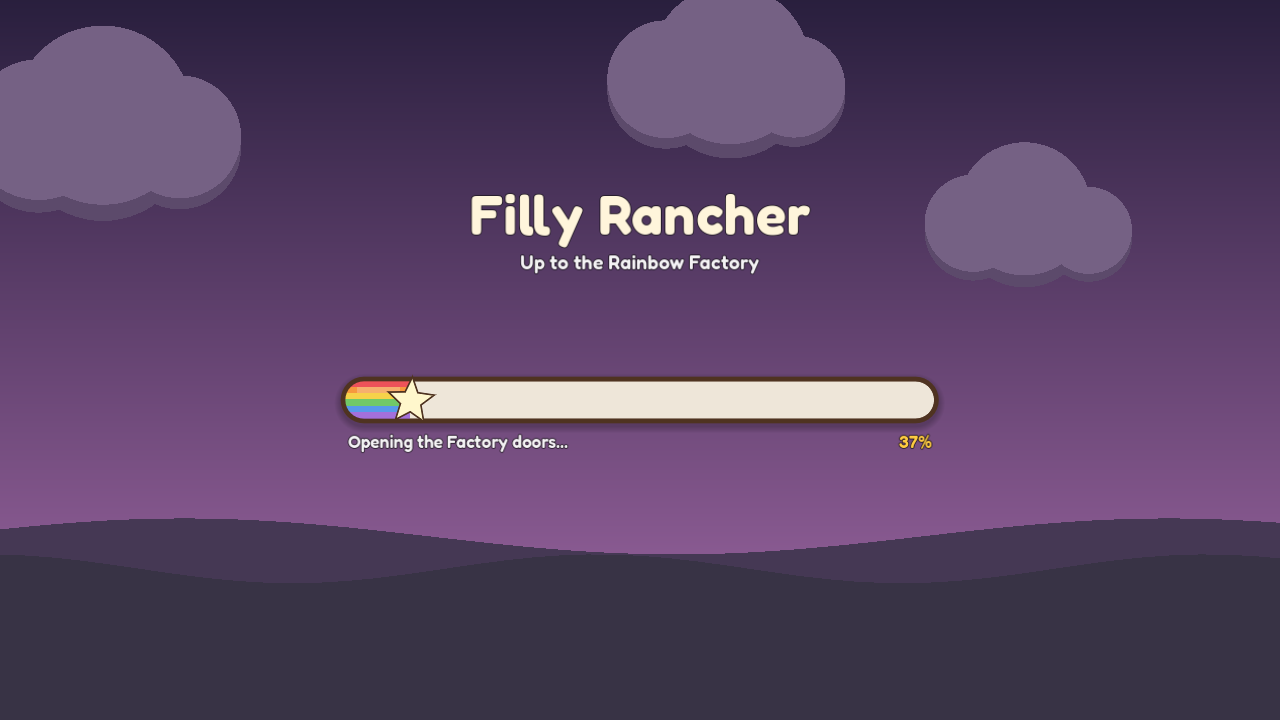 Filly Rancher
Up to the Rainbow Factory
Opening the Factory doors...
37%